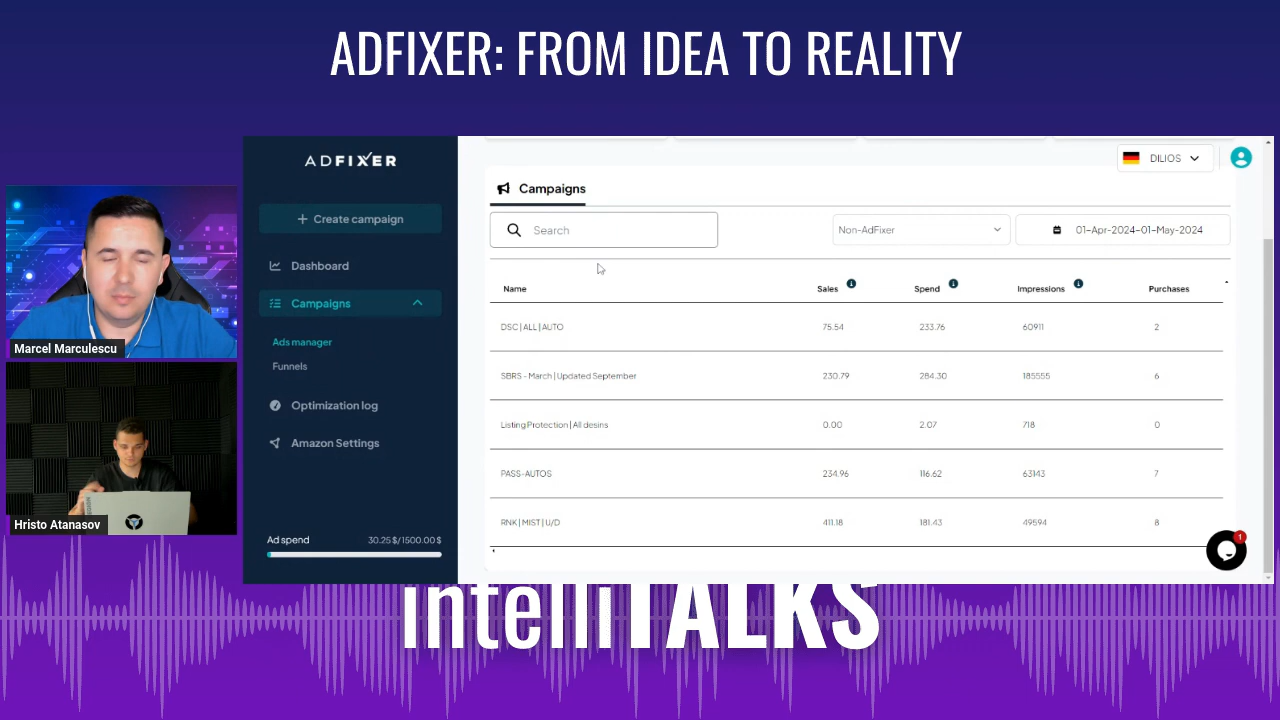 ADFIXER: FROM IDEA TO REALITY
ADFIXER
DILIOS
Create campaign
Campaigns
Search
Non-AdFixer
01-Apr-2024-01-May-2024
Dashboard
Campaigns
Name Sales Spend Impressions Purchases
DSC | ALL | AUTO 75.54 233.76 60911 2
Ads manager
Funnels
SBRS - March | Updated September 230.79 284.30 185555 6
Optimization log
Listing Protection | All desins 0.00 2.07 718 0
Amazon Settings
PASS-AUTOS 234.96 116.62 63143 7
RNK | MIST | U/D 411.18 181.43 49594 8
Ad spend 30.25 $/1500.00 $
1
Marcel Marculescu
Hristo Atanasov
intelliTALKS